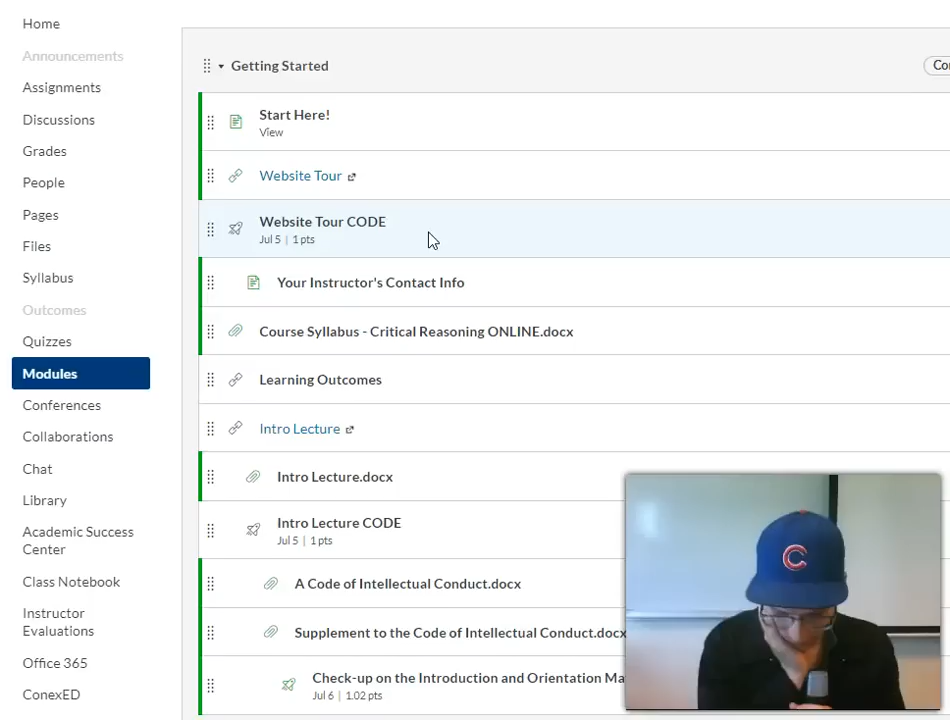 Home
Announcements
Assignments
Discussions
Grades
People
Pages
Files
Syllabus
Outcomes
Quizzes
Modules
Conferences
Collaborations
Chat
Library
Academic Success
Center
Class Notebook
Instructor
Evaluations
Office 365
ConexED
Getting Started
Start Here!
View
Website Tour
Website Tour CODE
Jul 5 | 1 pts
Your Instructor's Contact Info
Course Syllabus - Critical Reasoning ONLINE.docx
Learning Outcomes
Intro Lecture
Intro Lecture.docx
Intro Lecture CODE
Jul 5 | 1 pts
A Code of Intellectual Conduct.docx
Supplement to the Code of Intellectual Conduct.docx
Check-up on the Introduction and Orientation Ma
Jul 6 | 1.02 pts
C